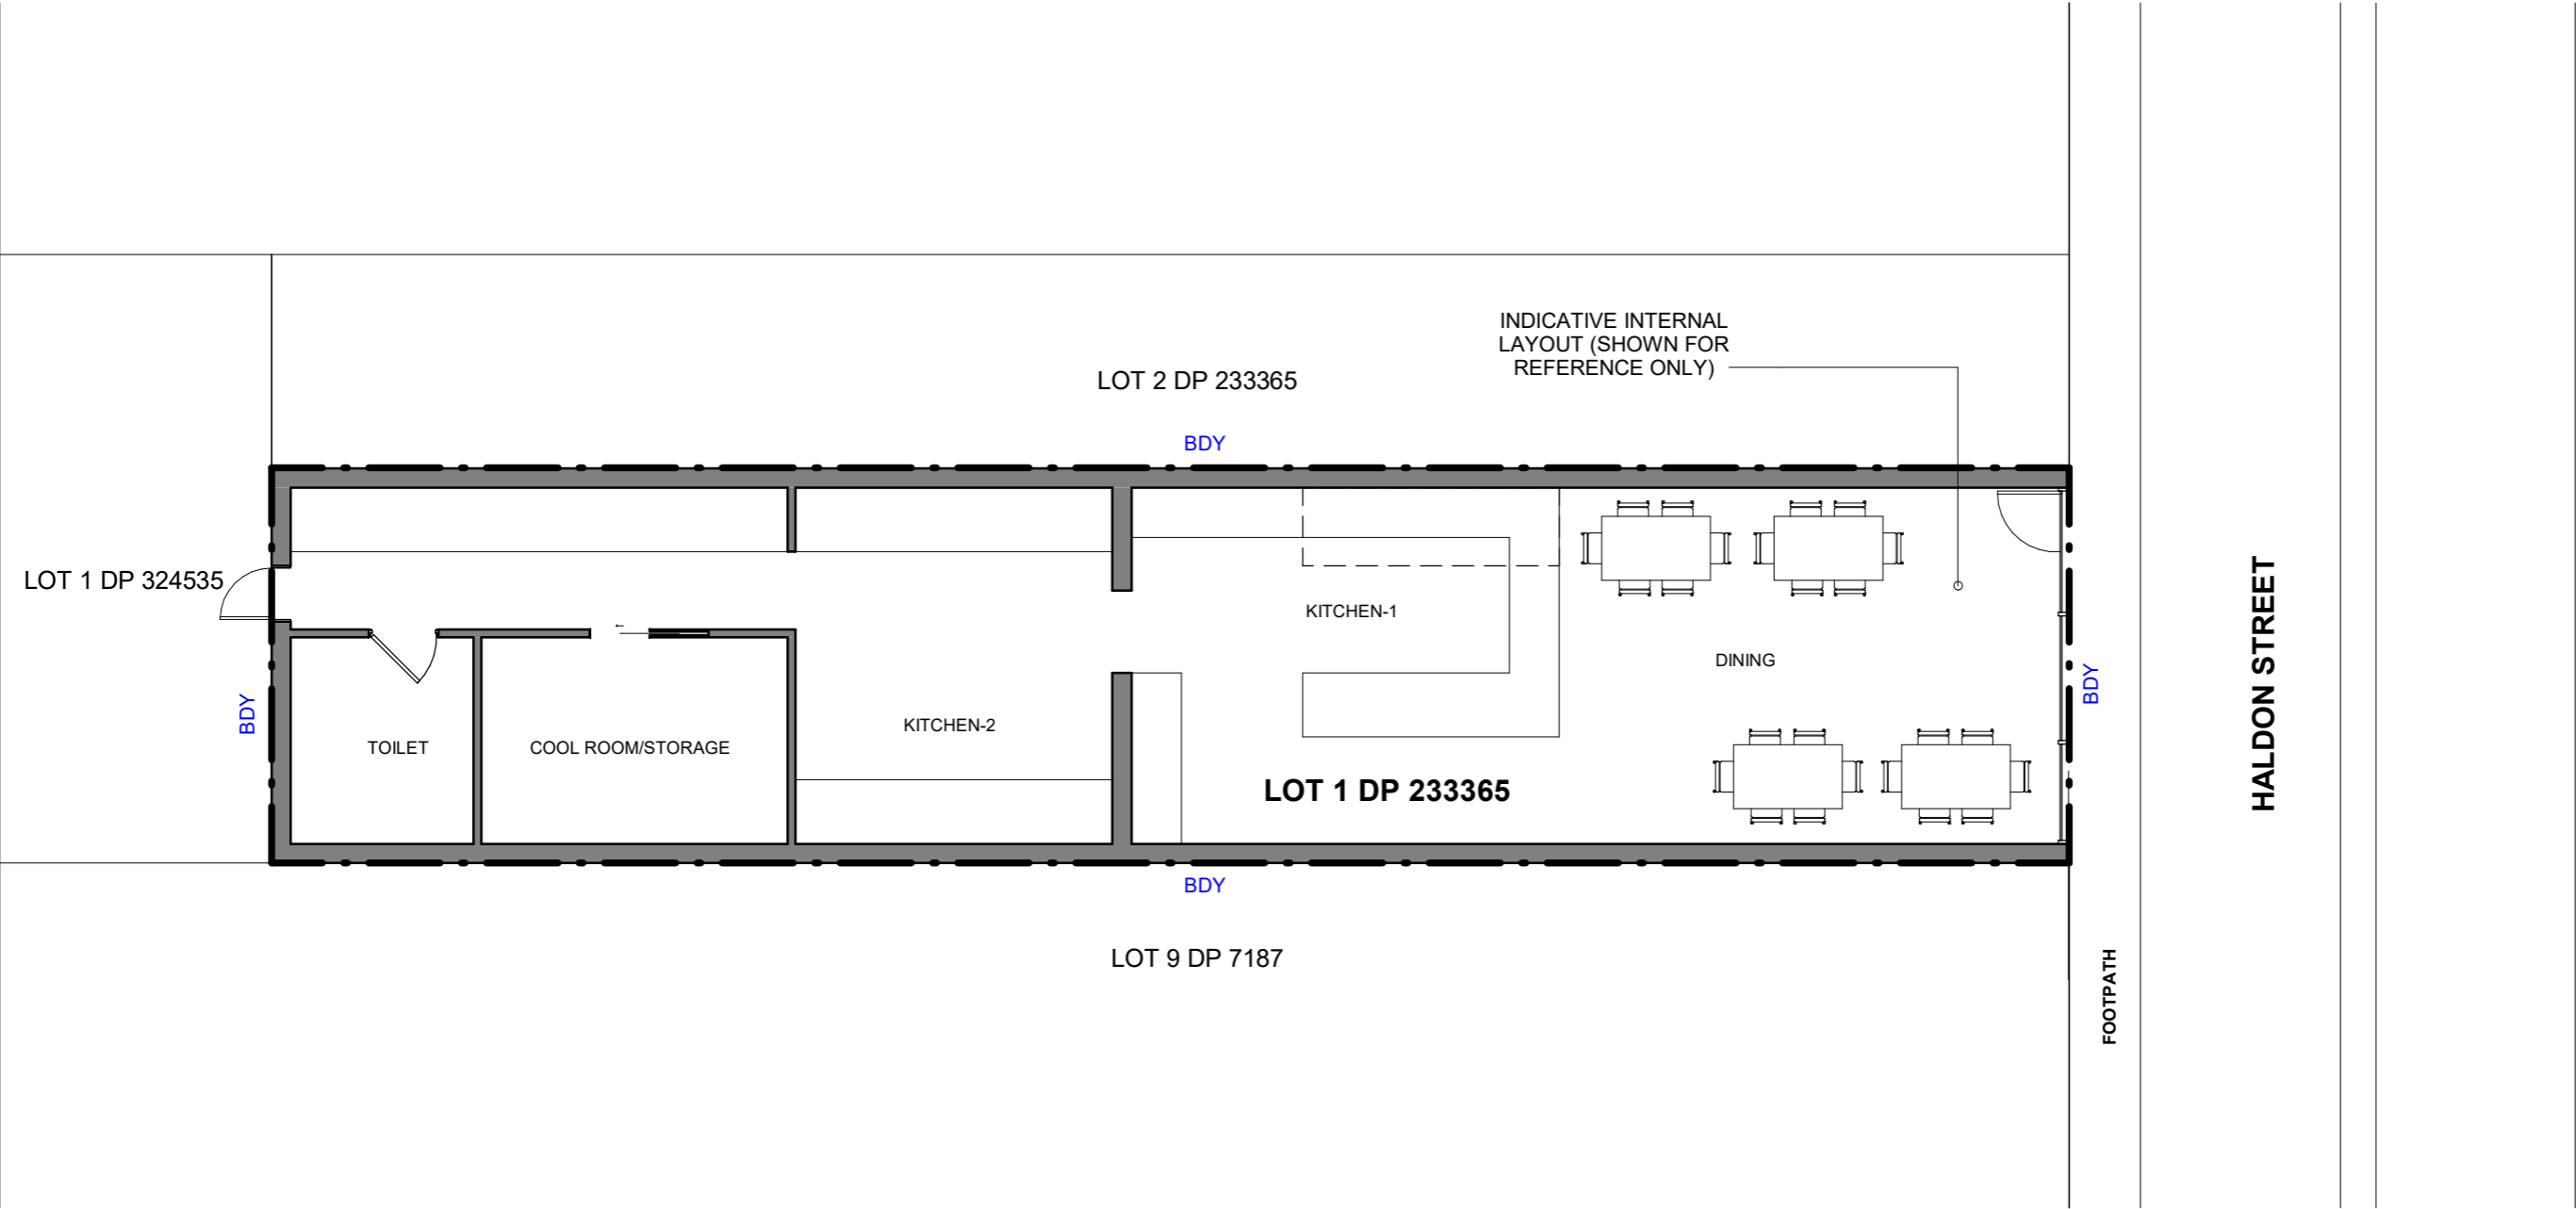 INDICATIVE INTERNAL
LAYOUT (SHOWN FOR
REFERENCE ONLY)
LOT 2 DP 233365
BDY
LOT 1 DP 324535
KITCHEN-1
DINING
HALDON STREET
BDY
BDY
KITCHEN-2
TOILET
COOL ROOM/STORAGE
LOT 1 DP 233365
BDY
LOT 9 DP 7187
FOOTPATH